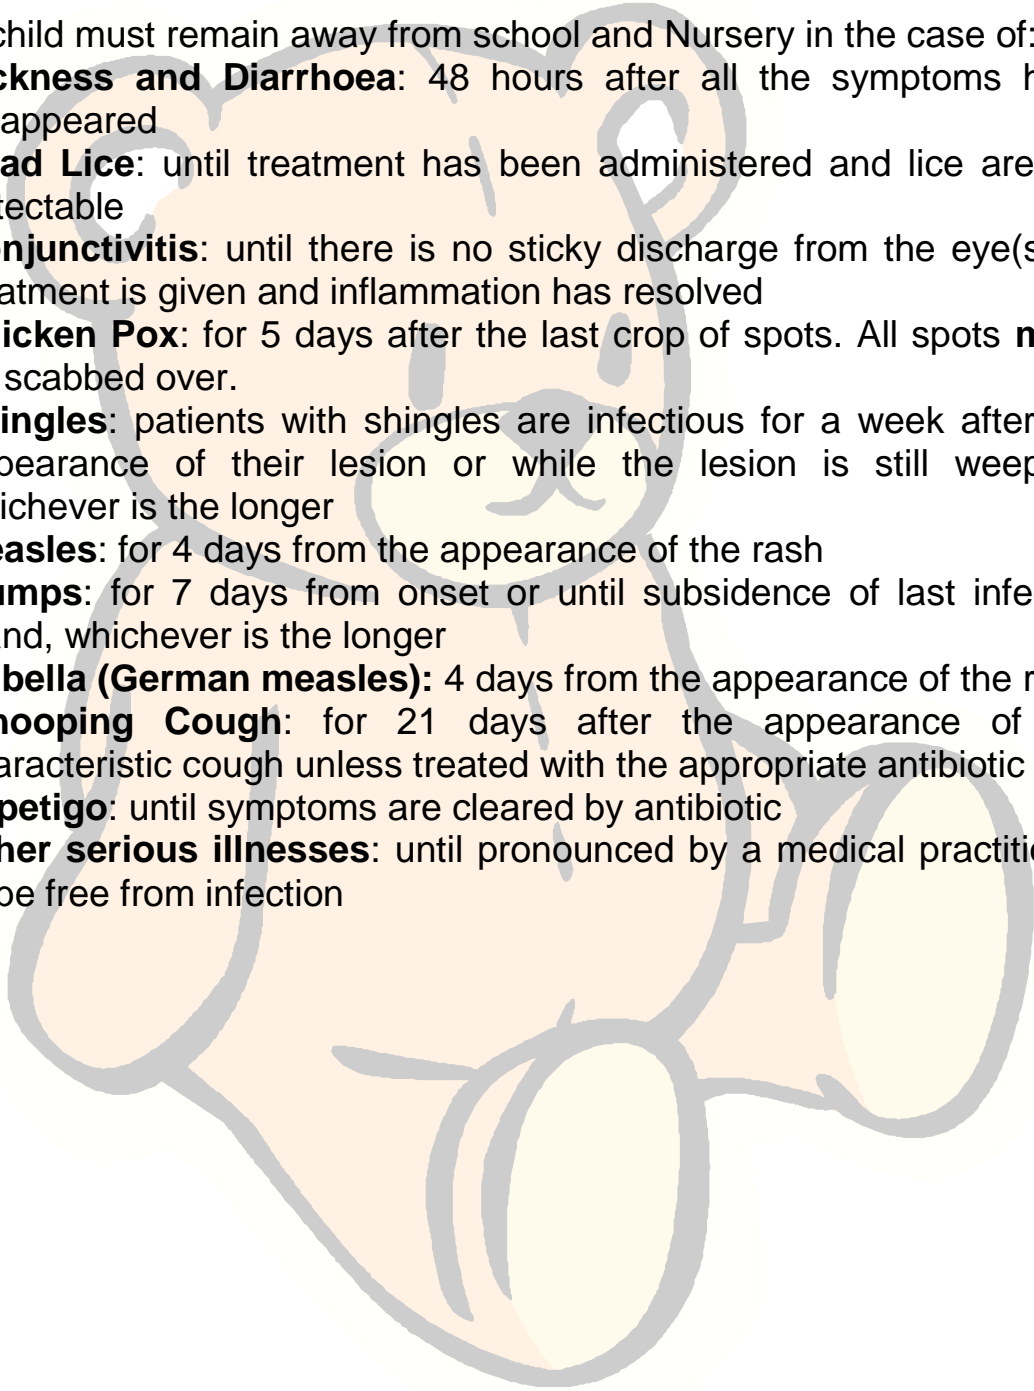 child must remain away from school and Nursery in the case of:
ckness and Diarrhoea: 48 hours after all the symptoms h
appeared
ad Lice: until treatment has been administered and lice are
tectable
njunctivitis: until there is no sticky discharge from the eye(s
eatment is given and inflammation has resolved
icken Pox: for 5 days after the last crop of spots. All spots m
scabbed over.
ingles: patients with shingles are infectious for a week after
pearance of their lesion or while the lesion is still weep
ichever is the longer
easles: for 4 days from the appearance of the rash
umps: for 7 days from onset or until subsidence of last infe
and, whichever is the longer
bella (German measles): 4 days from the appearance of the r
hooping Cough: for 21 days after the appearance of
aracteristic cough unless treated with the appropriate antibiotic
petigo: until symptoms are cleared by antibiotic
her serious illnesses: until pronounced by a medical practiti
be free from infection